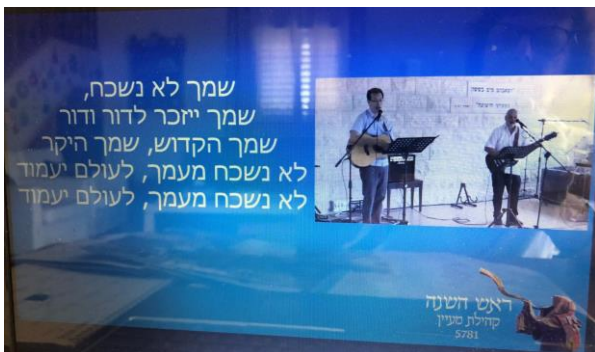 שמך לא נשכח,
שמך ייזכר לדור ודור
שמך הקדוש, שמך היקר
לא נשכח מעמך, לעולם יעמוד
לא נשכח מעמך, לעולם יעמוד
ראש השנה
קהילת מעיין
5781